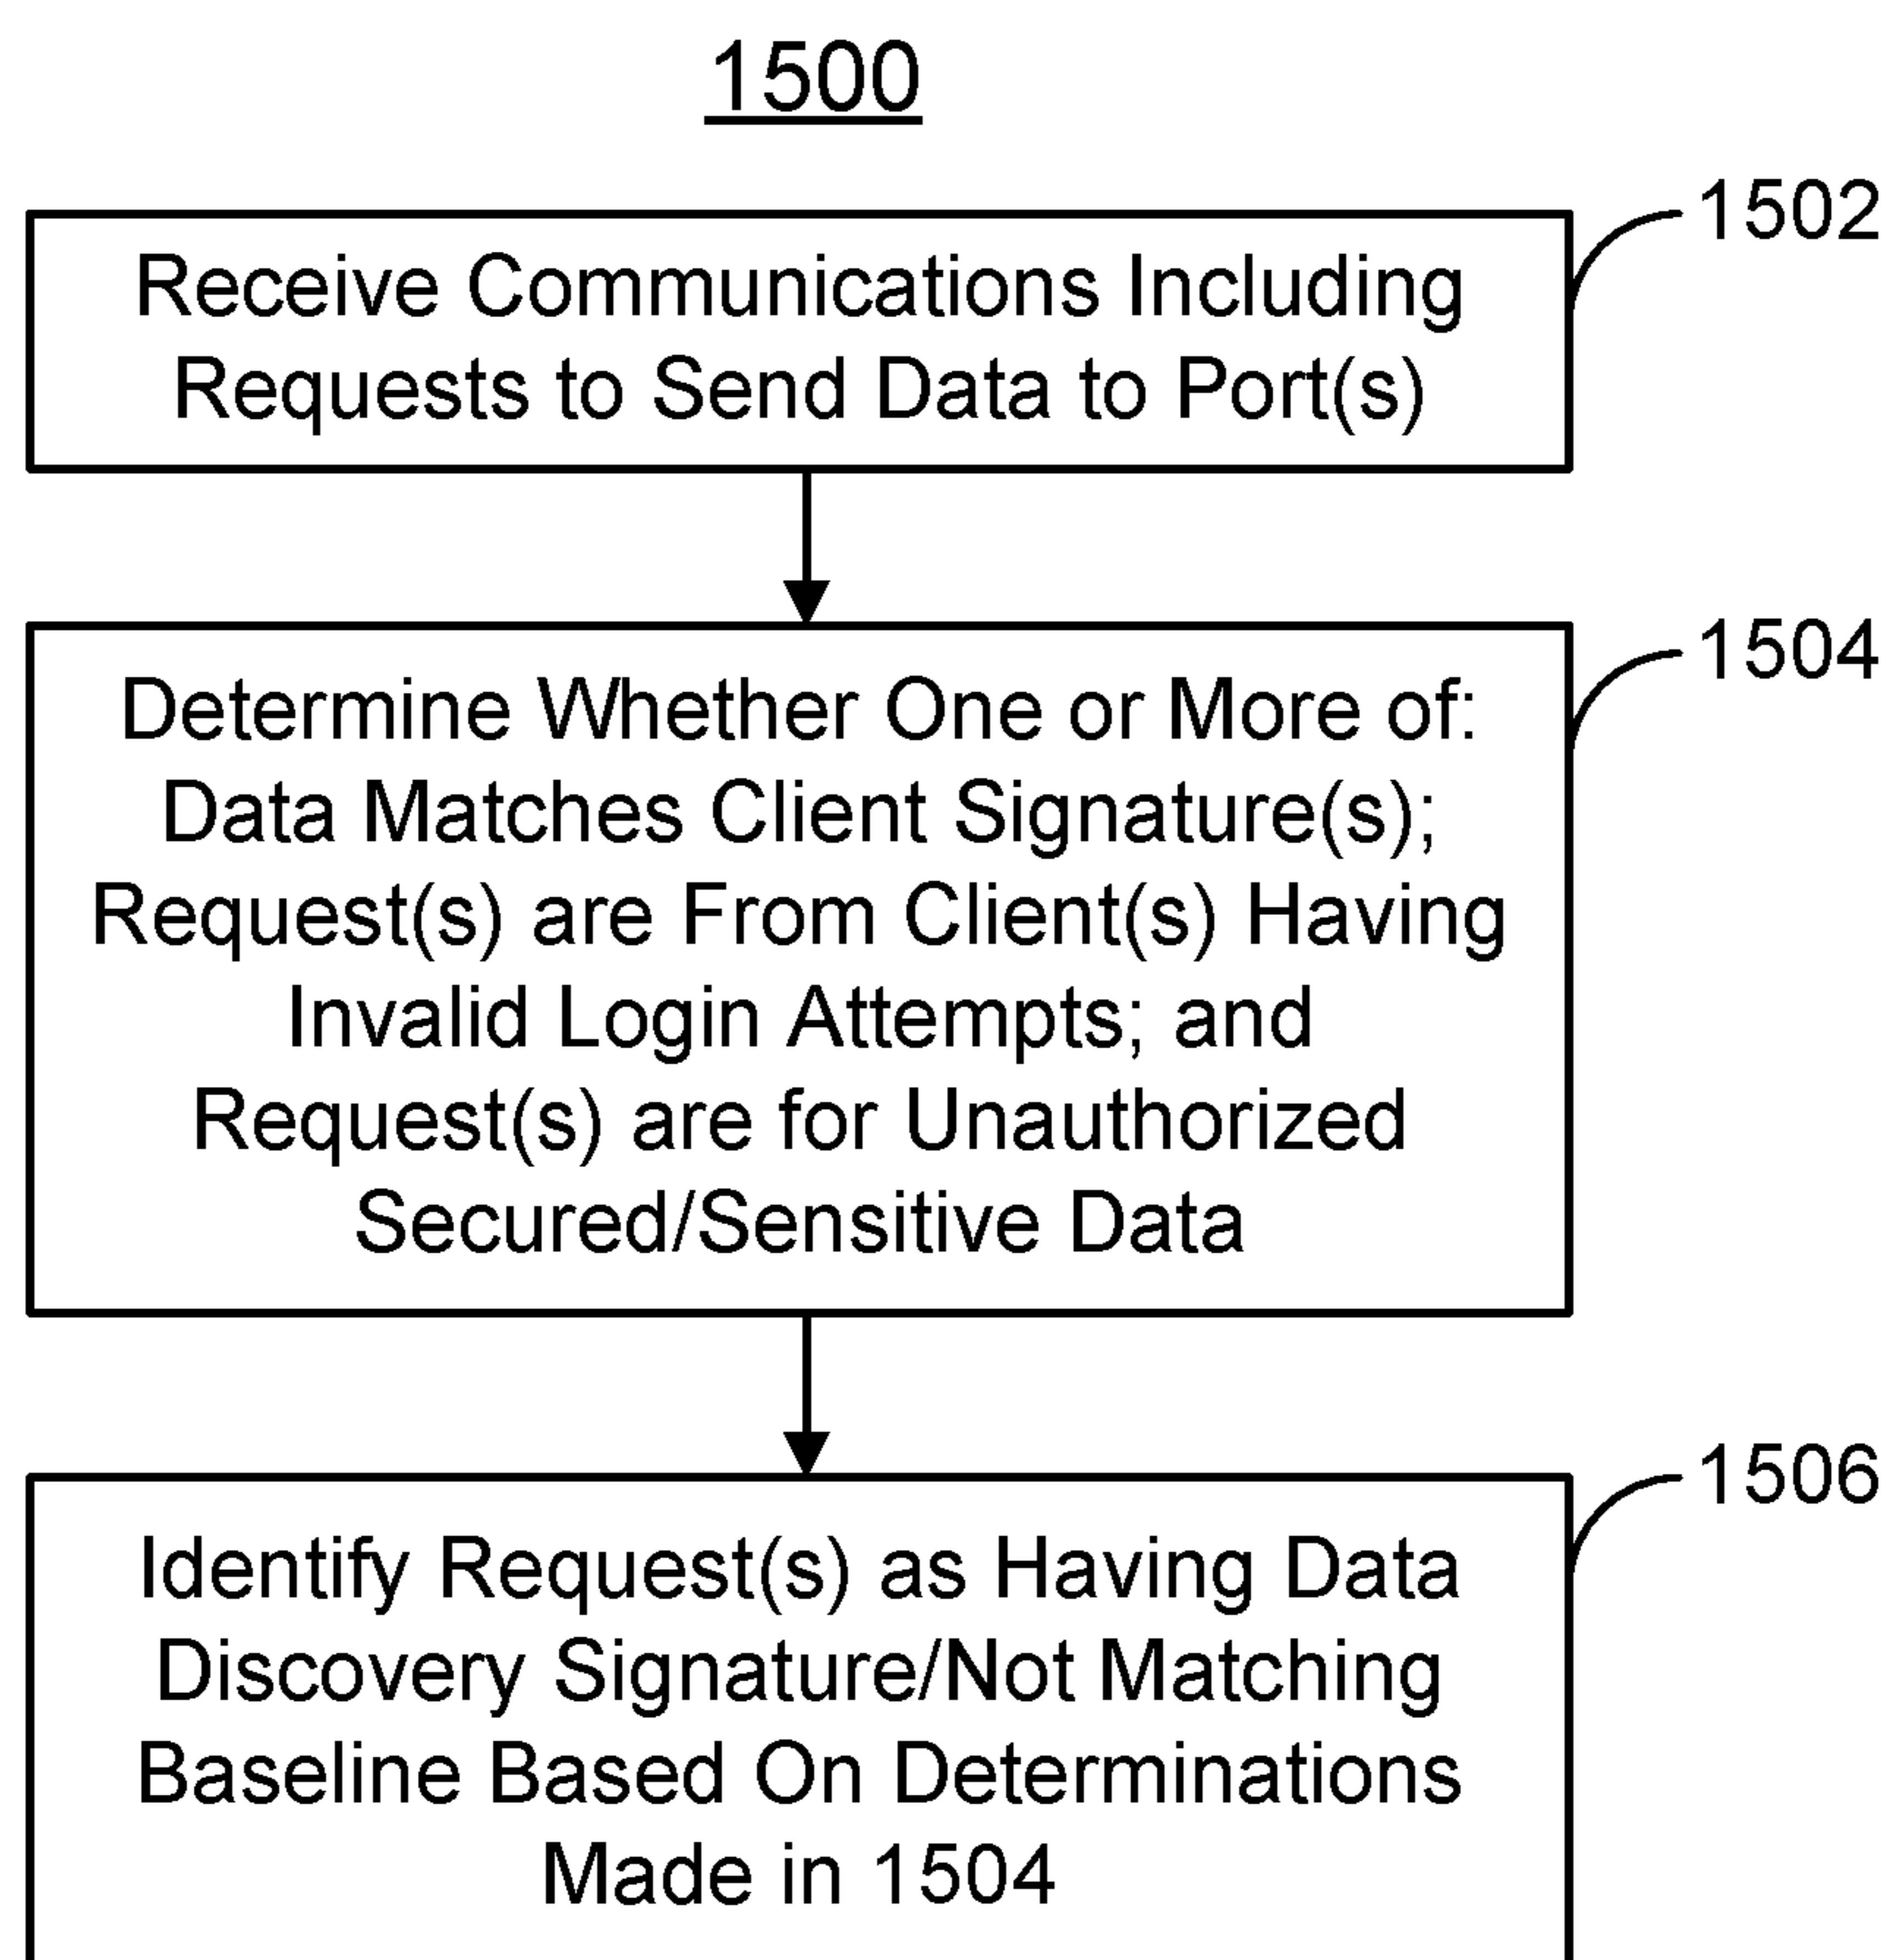 1500
1502
Receive Communications Including
Requests to Send Data to Port(s)
1504
Determine Whether One or More of:
Data Matches Client Signature(s);
Request(s) are From Client(s) Having
Invalid Login Attempts; and
Request(s) are for Unauthorized
Secured/Sensitive Data
1506
Identify Request(s) as Having Data
Discovery Signature/Not Matching
Baseline Based On Determinations
Made in 1504